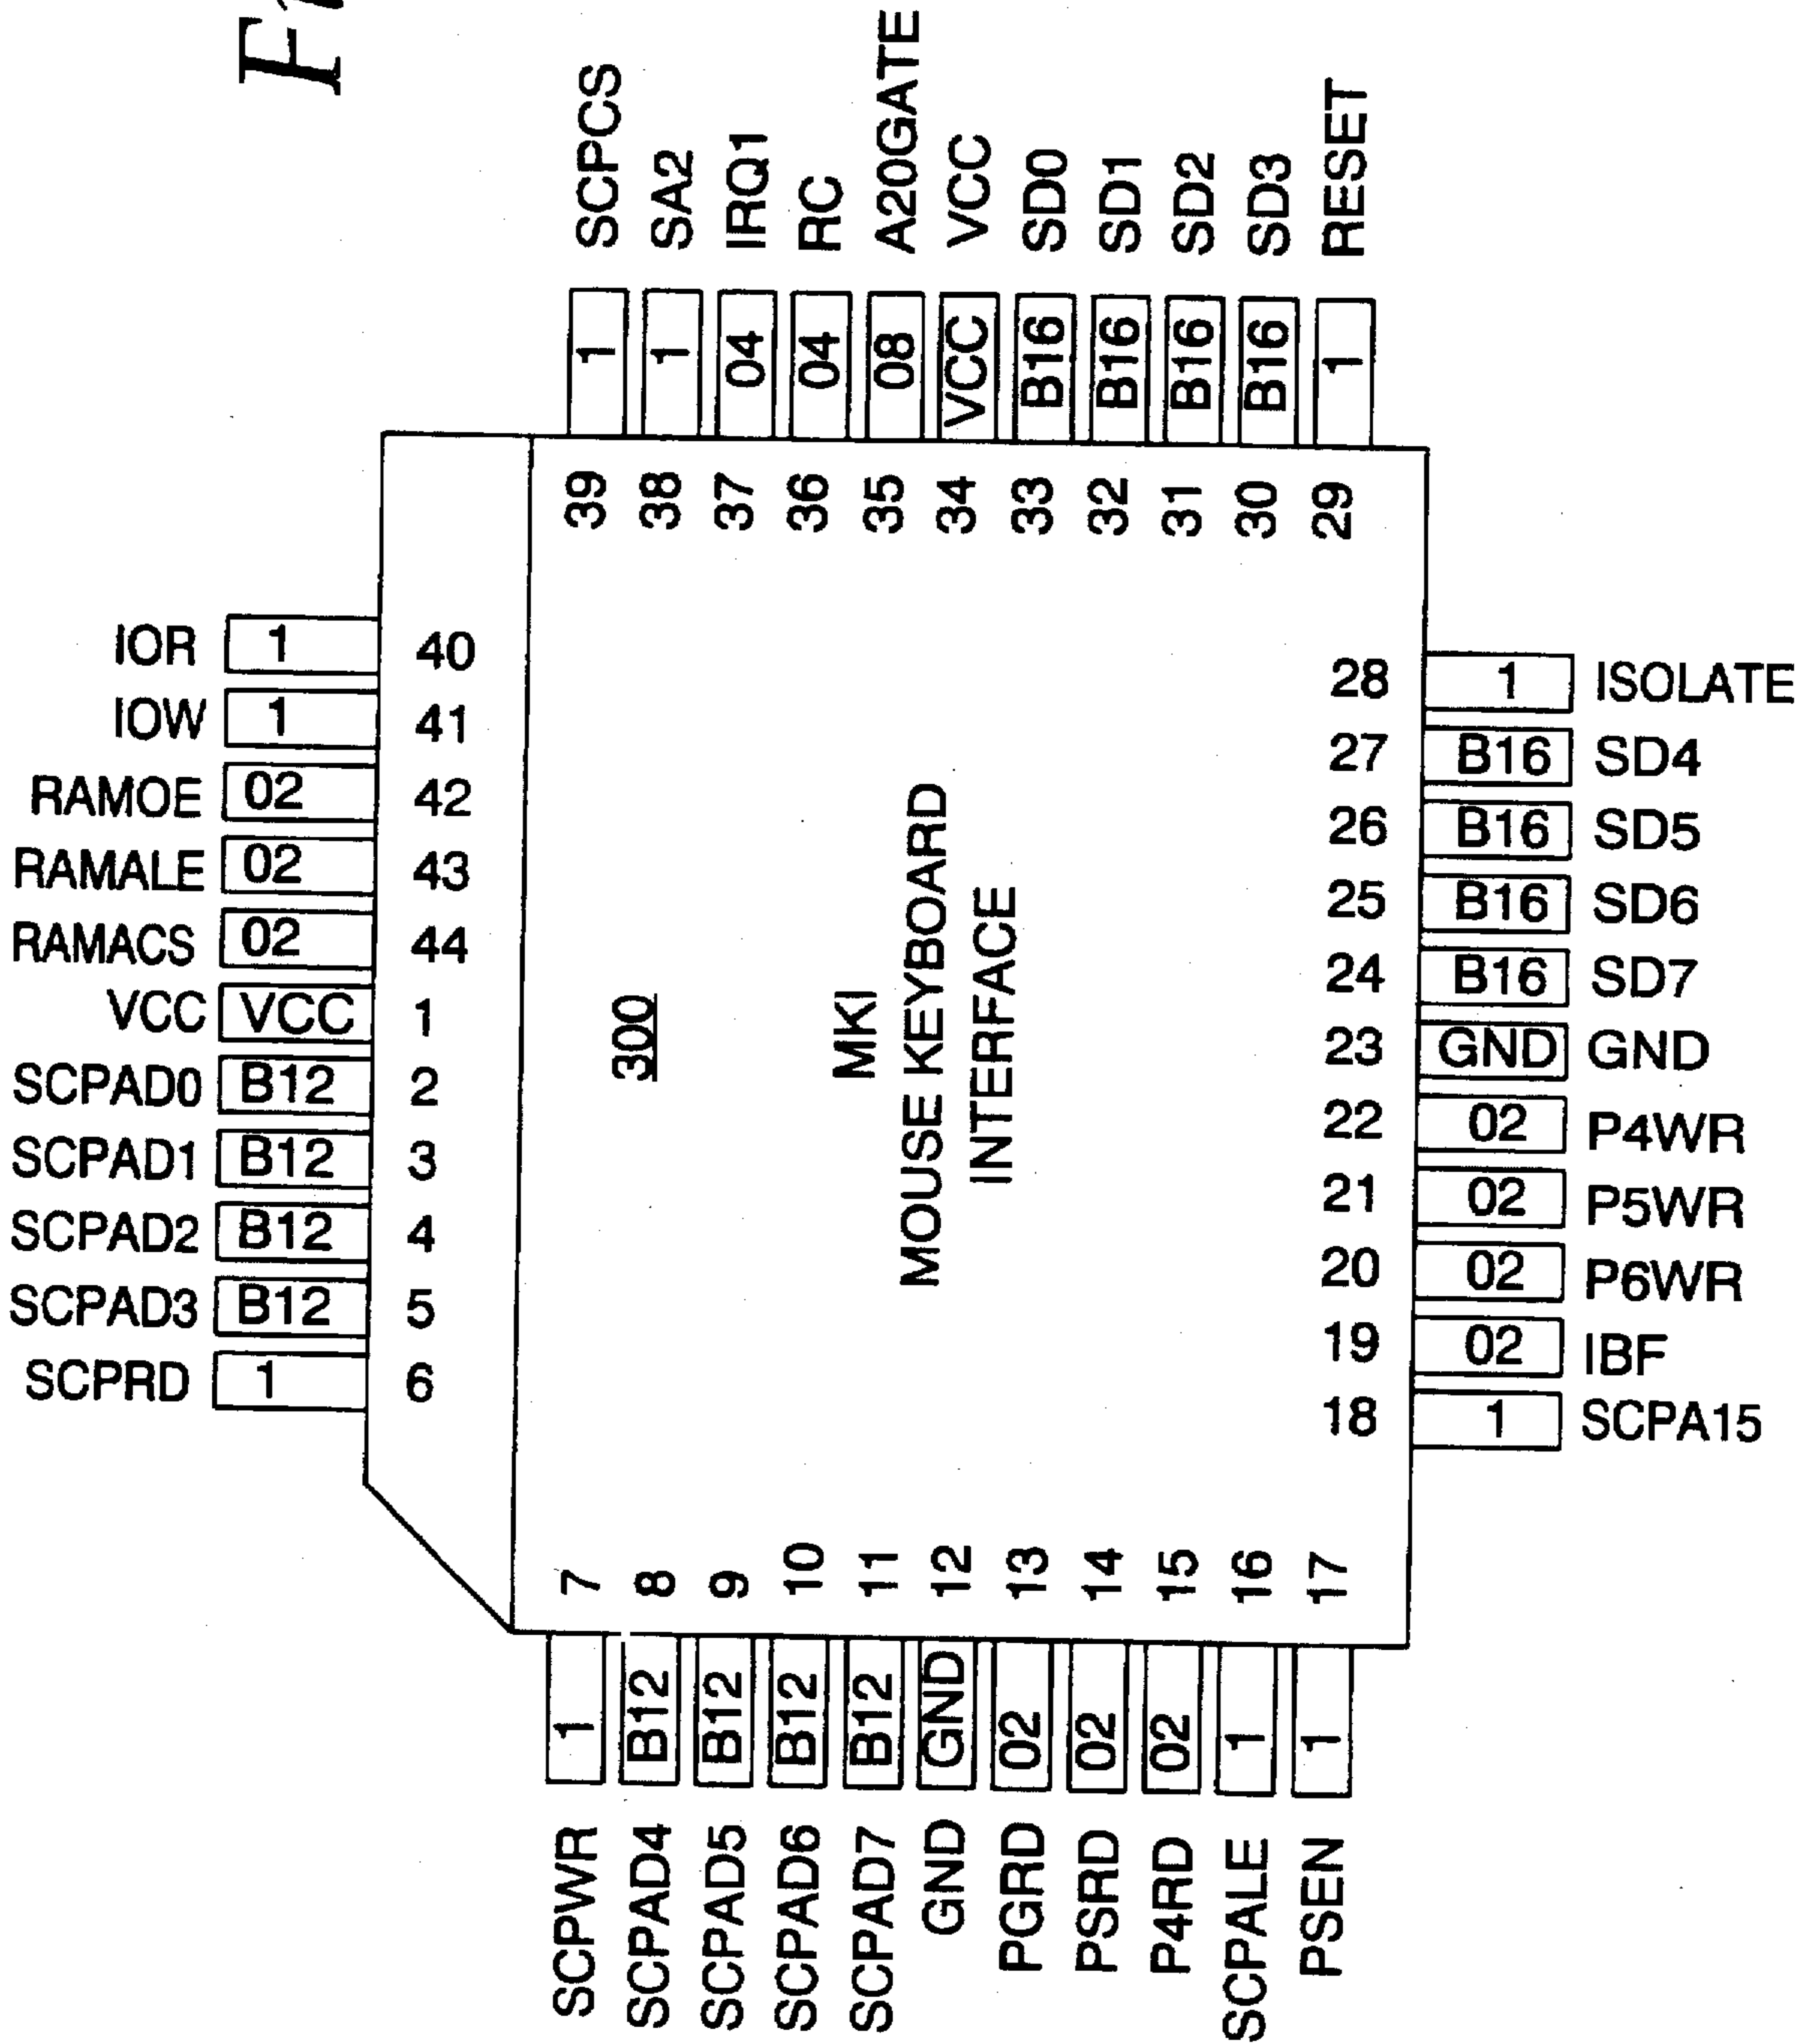 Fi
SCPCS 1 39
SA2 1 38
IRQ1 04 37
RC 04 36
A20GATE 08 35
VCC VCC 34
SD0 B16 33
SD1 B16 32
SD2 B16 31
SD3 B16 30
RESET 1 29
IOR 1 40
IOW 1 41
RAMOE 02 42
RAMALE 02 43
RAMACS 02 44
VCC VCC 1
SCPAD0 B12 2
SCPAD1 B12 3
SCPAD2 B12 4
SCPAD3 B12 5
SCPRD 1 6
300
MKI
MOUSE KEYBOARD
INTERFACE
28 1 ISOLATE
27 B16 SD4
26 B16 SD5
25 B16 SD6
24 B16 SD7
23 GND GND
22 02 P4WR
21 02 P5WR
20 02 P6WR
19 02 IBF
18 1 SCPA15
7 1 SCPWR
8 B12 SCPAD4
9 B12 SCPAD5
10 B12 SCPAD6
11 B12 SCPAD7
12 GND GND
13 02 PGRD
14 02 PSRD
15 02 P4RD
16 1 SCPALE
17 1 PSEN